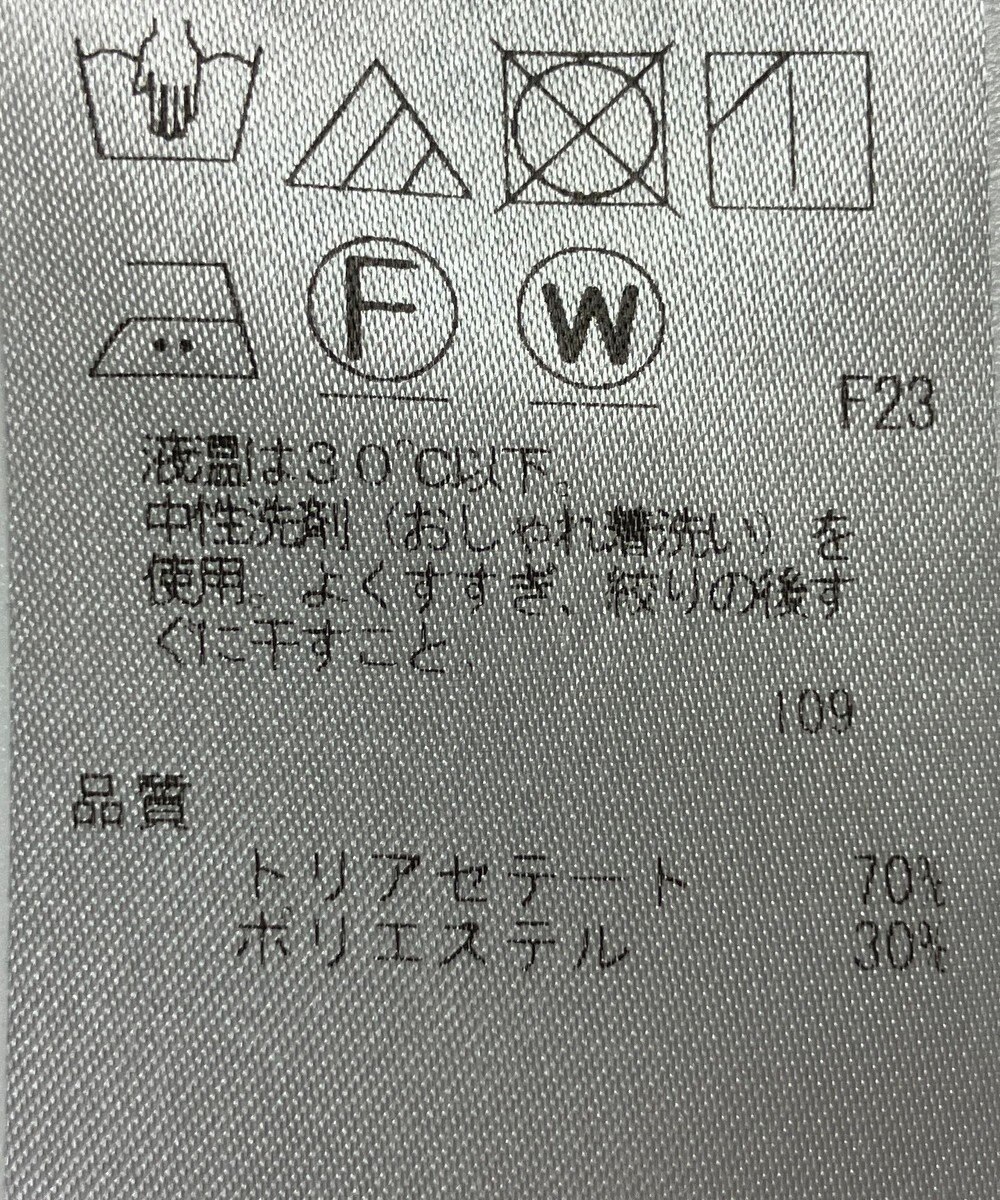 F
W
F23
液温は30℃以下。
中性洗剤（おしゃれ着洗い）を
使用。よくすすぎ、絞りの後す
ぐに干すこと。
109
品質
トリアセテート 70%
ポリエステル 30%